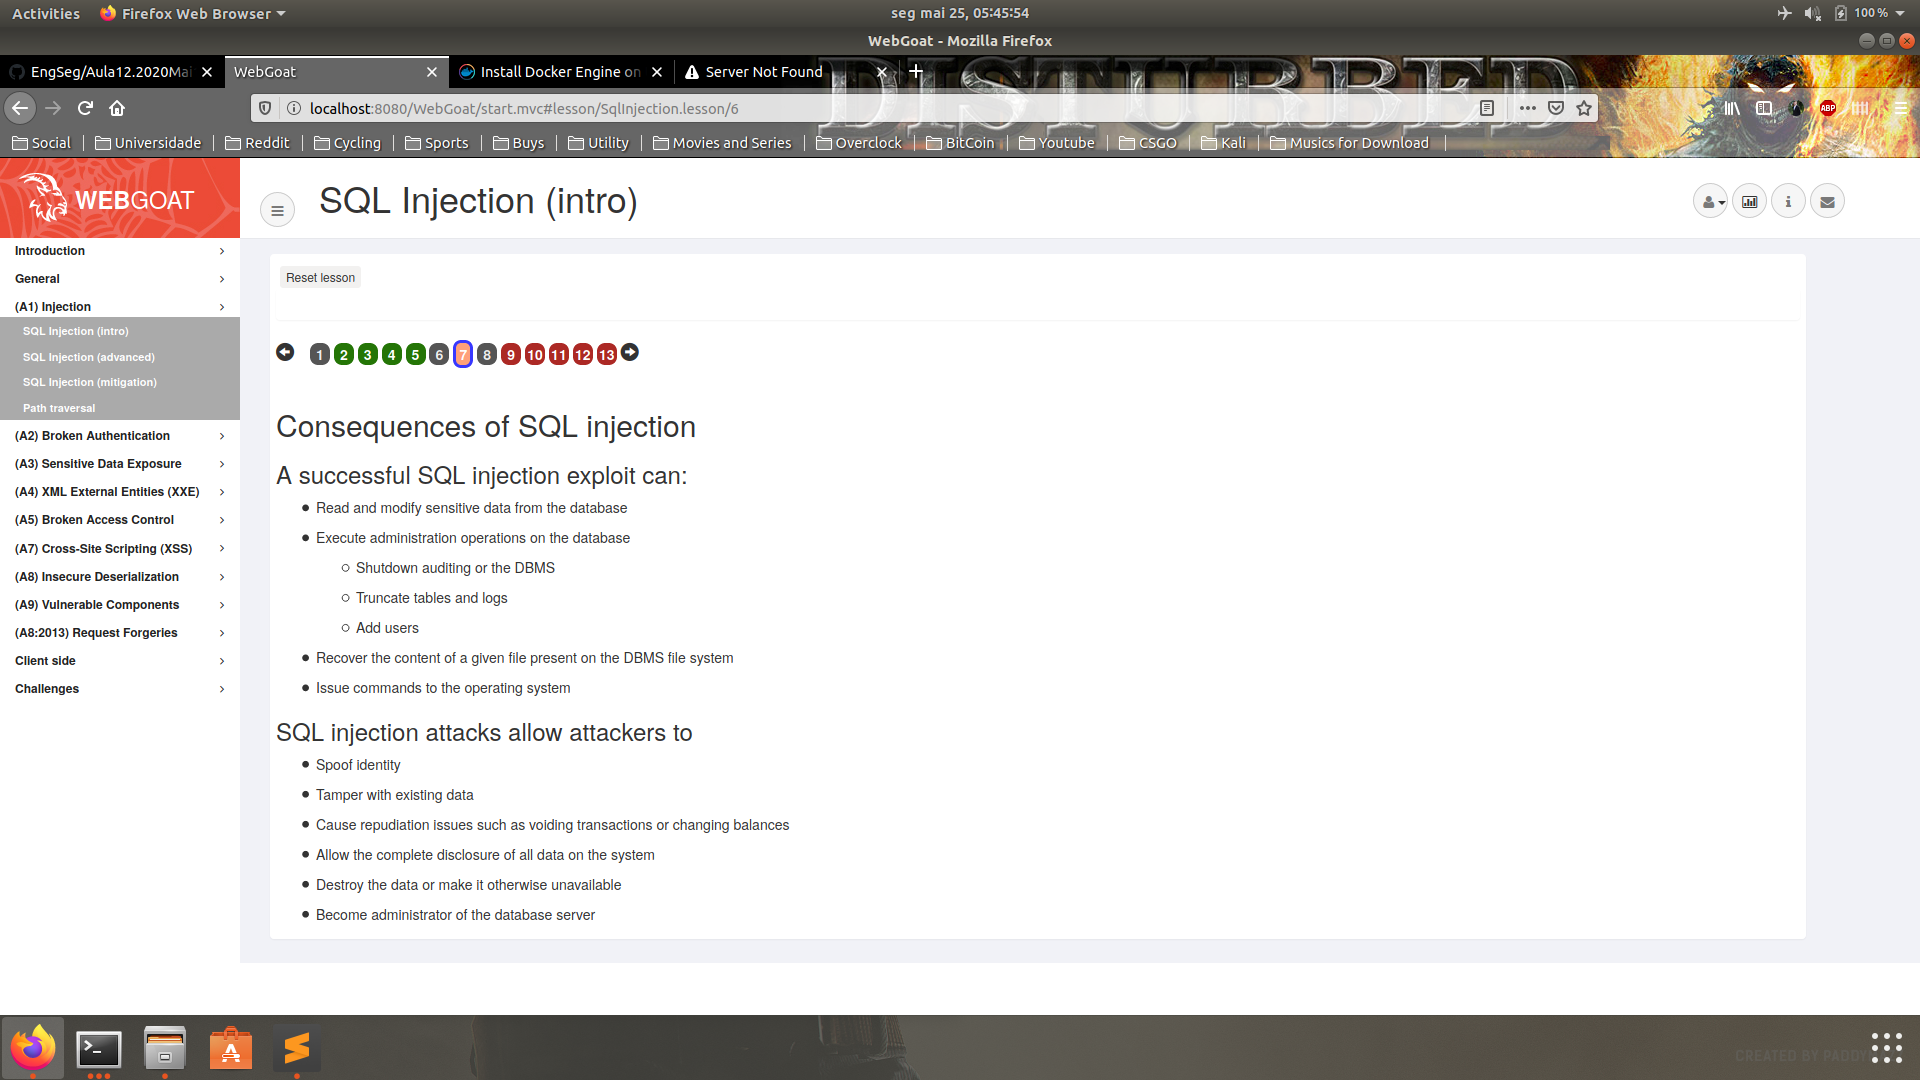 Activities Firefox Web Browser seg mai 25, 05:45:54 100 %
WebGoat - Mozilla Firefox
EngSeg/Aula12.2020Mai WebGoat Install Docker Engine on Server Not Found
DISTURBED
localhost:8080/WebGoat/start.mvc#lesson/SqlInjection.lesson/6
ABP
Social Universidade Reddit Cycling Sports Buys Utility Movies and Series Overclock BitCoin Youtube CSGO Kali Musics for Download
WEBGOAT
SQL Injection (intro)
Introduction
General
(A1) Injection
SQL Injection (intro)
SQL Injection (advanced)
SQL Injection (mitigation)
Path traversal
(A2) Broken Authentication
(A3) Sensitive Data Exposure
(A4) XML External Entities (XXE)
(A5) Broken Access Control
(A7) Cross-Site Scripting (XSS)
(A8) Insecure Deserialization
(A9) Vulnerable Components
(A8:2013) Request Forgeries
Client side
Challenges
Reset lesson
1 2 3 4 5 6 7 8 9 10 11 12 13
Consequences of SQL injection
A successful SQL injection exploit can:
Read and modify sensitive data from the database
Execute administration operations on the database
Shutdown auditing or the DBMS
Truncate tables and logs
Add users
Recover the content of a given file present on the DBMS file system
Issue commands to the operating system
SQL injection attacks allow attackers to
Spoof identity
Tamper with existing data
Cause repudiation issues such as voiding transactions or changing balances
Allow the complete disclosure of all data on the system
Destroy the data or make it otherwise unavailable
Become administrator of the database server
CREATED BY